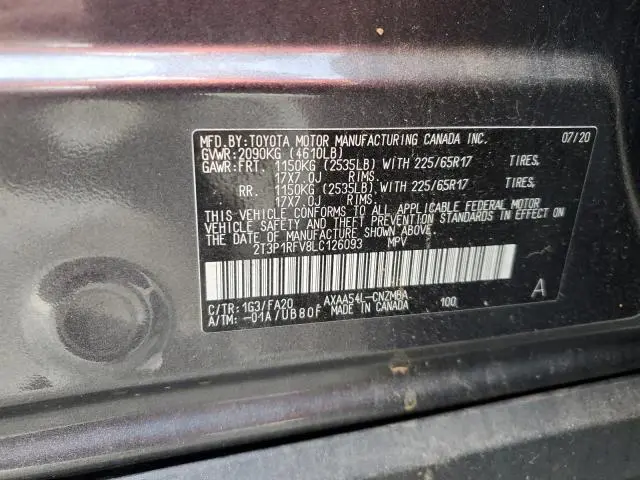 MFD.BY:TOYOTA MOTOR MANUFACTURING CANADA INC. 07/20
GVWR:2090KG (4610LB)
GAWR:FRT. 1150KG (2535LB) WITH 225/65R17 TIRES,
17X7.0J RIMS.
RR. 1150KG (2535LB) WITH 225/65R17 TIRES,
17X7.0J RIMS.
THIS VEHICLE CONFORMS TO ALL APPLICABLE FEDERAL MOTOR
VEHICLE SAFETY AND THEFT PREVENTION STANDARDS IN EFFECT ON
THE DATE OF MANUFACTURE SHOWN ABOVE.
2T3P1RFV8LC126093 MPV
C/TR:1G3/FA20 AXAA54L-CNZMBA 100 A
A/TM:-01A/UB80F MADE IN CANADA